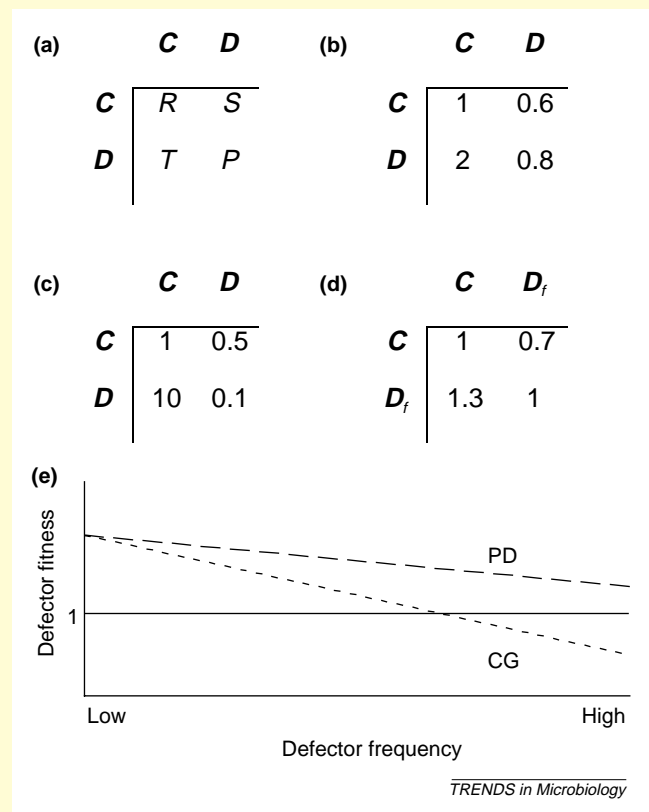 (a) C D
C R S
D T P
(b) C D
C 1 0.6
D 2 0.8
(c) C D
C 1 0.5
D 10 0.1
(d) C Df
C 1 0.7
Df 1.3 1
(e)
Defector fitness
1
PD
CG
Low High
Defector frequency
TRENDS in Microbiology